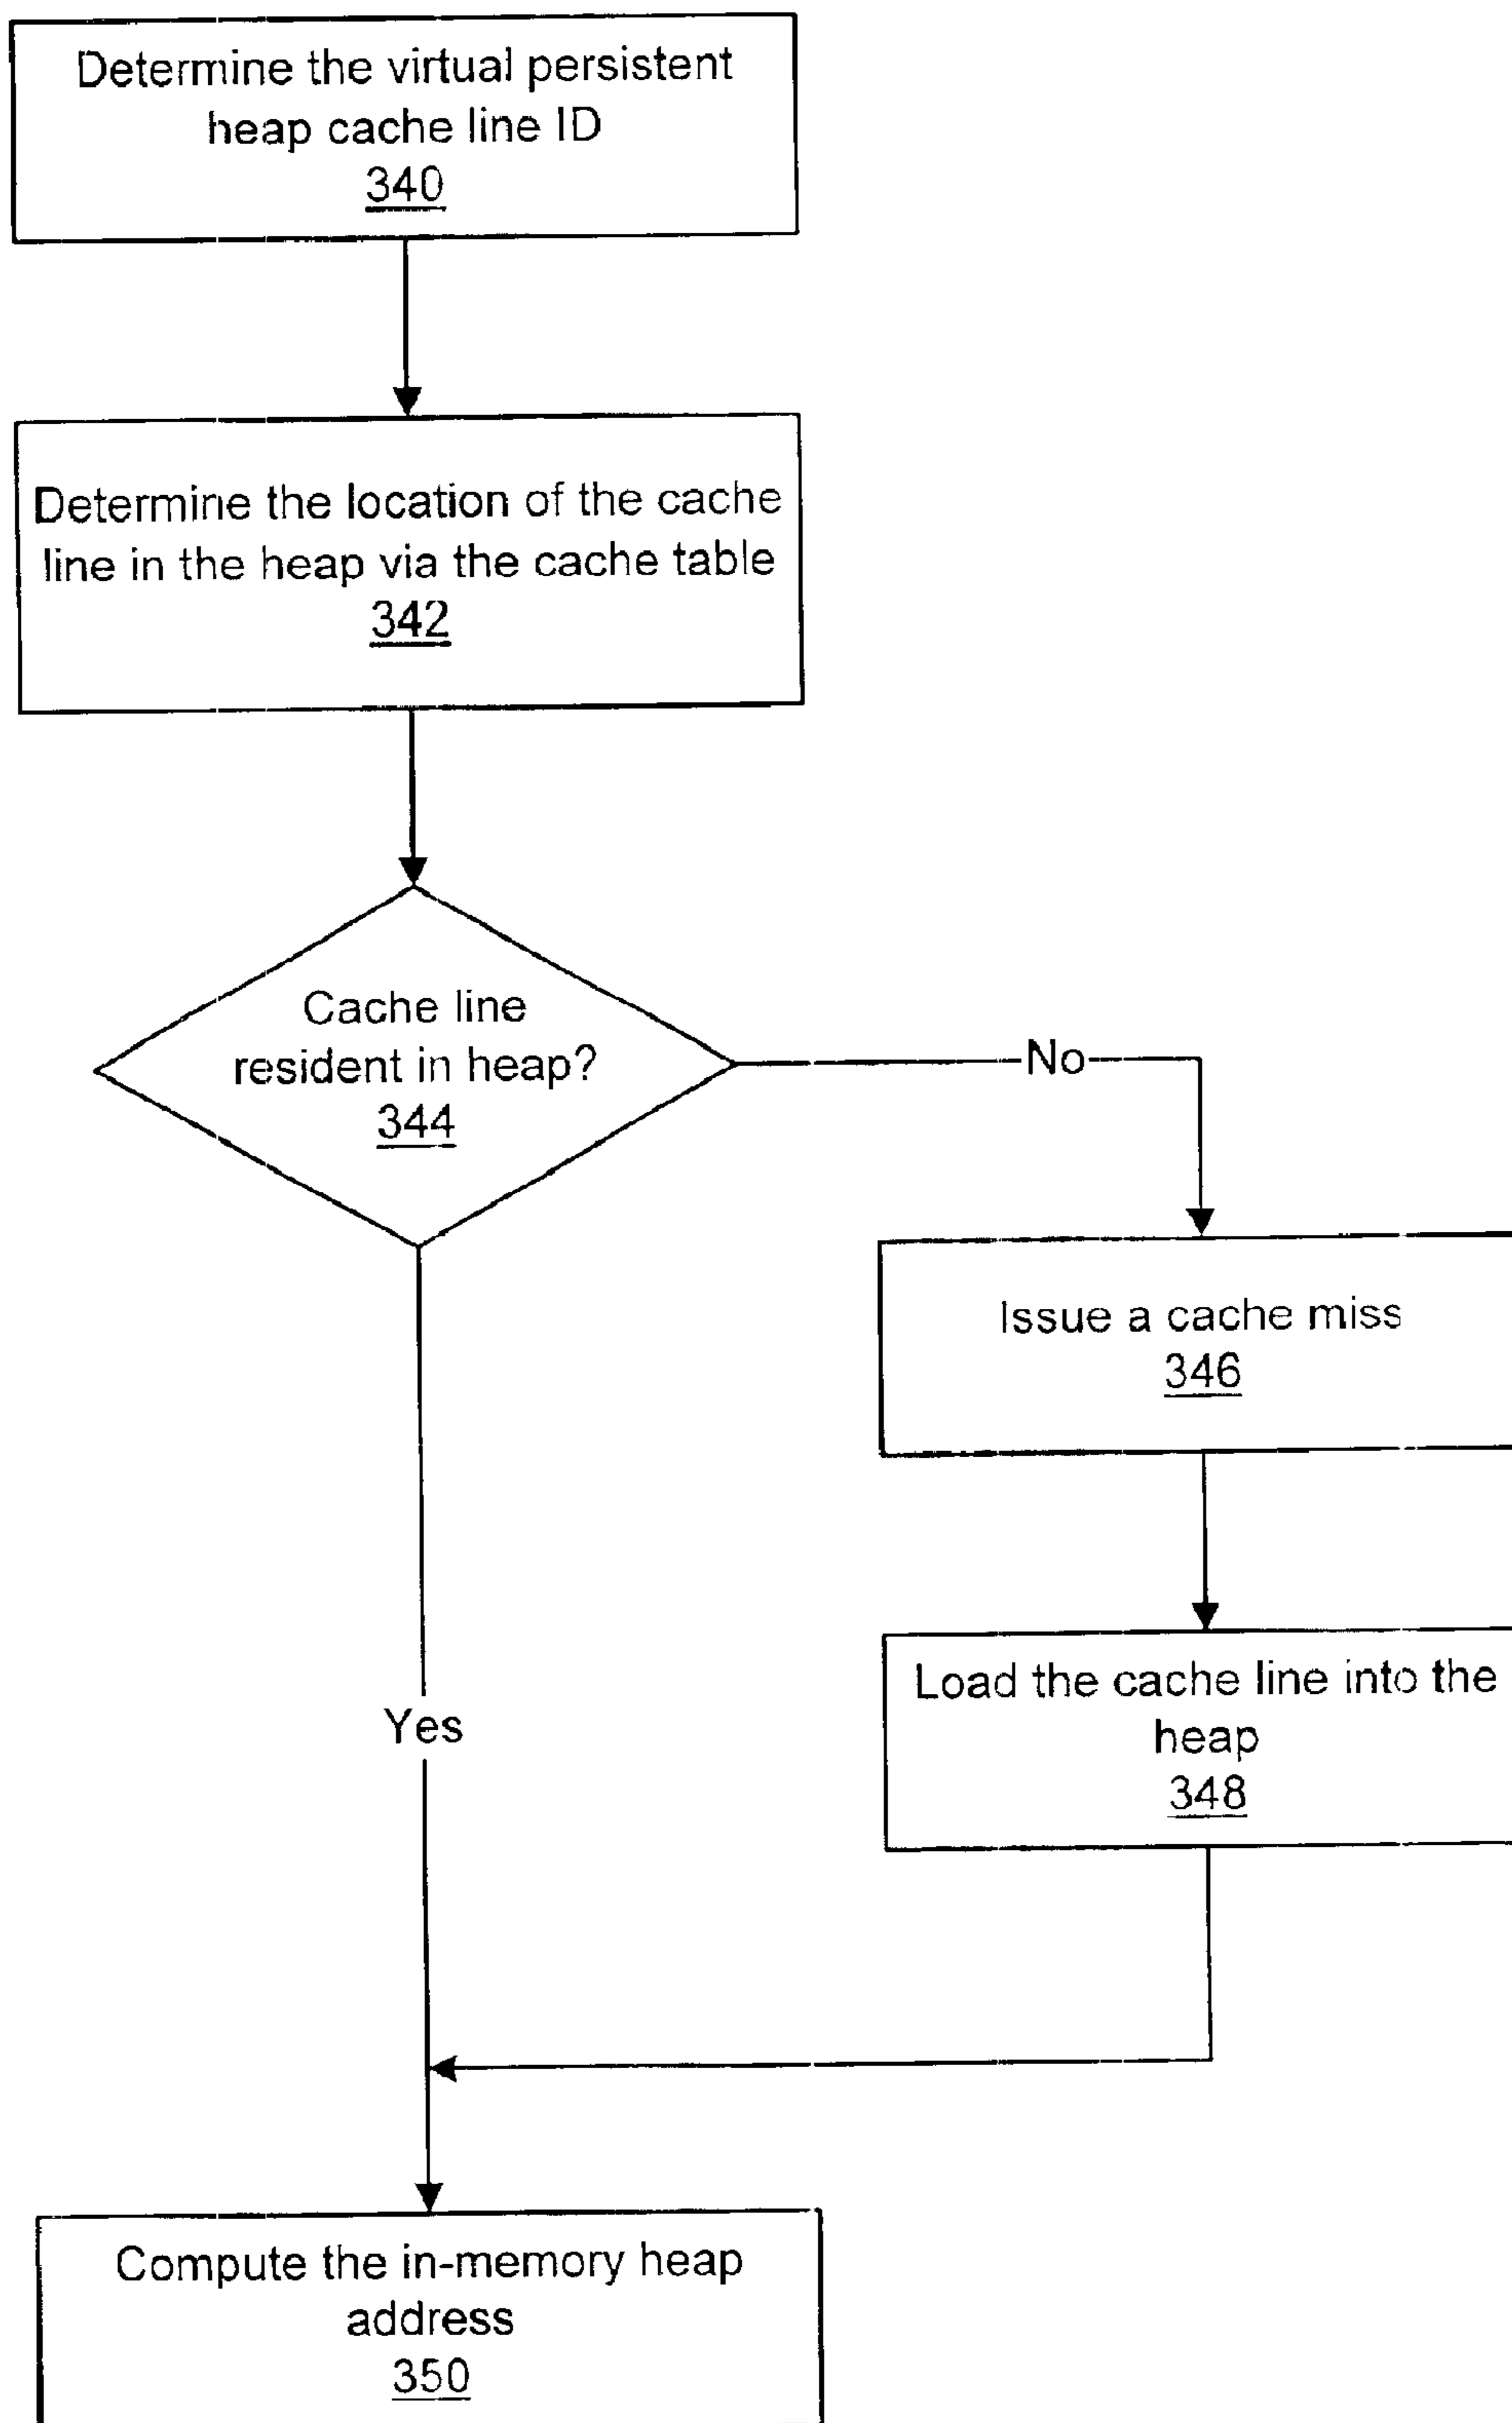 Determine the virtual persistent
heap cache line ID
340
Determine the location of the cache
line in the heap via the cache table
342
Cache line
resident in heap?
344
No
Issue a cache miss
346
Load the cache line into the
heap
348
Yes
Compute the in-memory heap
address
350